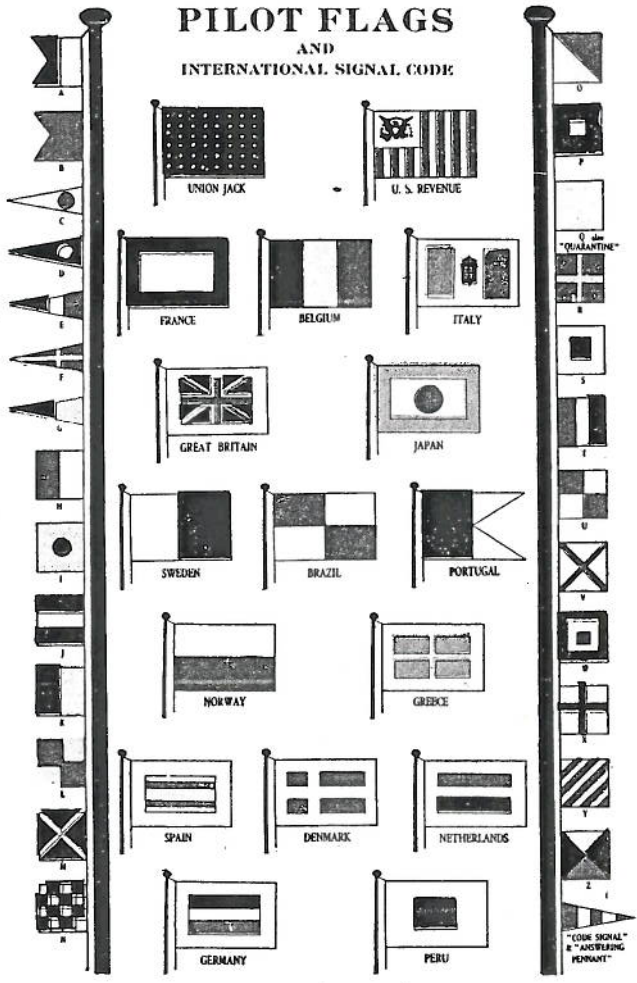 PILOT FLAGS
AND
INTERNATIONAL SIGNAL CODE
A
B
C
D
E
F
G
H
I
J
K
L
M
N
UNION JACK
U. S. REVENUE
FRANCE
BELGIUM
ITALY
GREAT BRITAIN
JAPAN
SWEDEN
BRAZIL
PORTUGAL
NORWAY
GREECE
SPAIN
DENMARK
NETHERLANDS
GERMANY
PERU
O
P
Q also
"QUARANTINE"
R
S
T
U
V
W
X
Y
Z
"CODE SIGNAL"
& "ANSWERING
PENNANT"